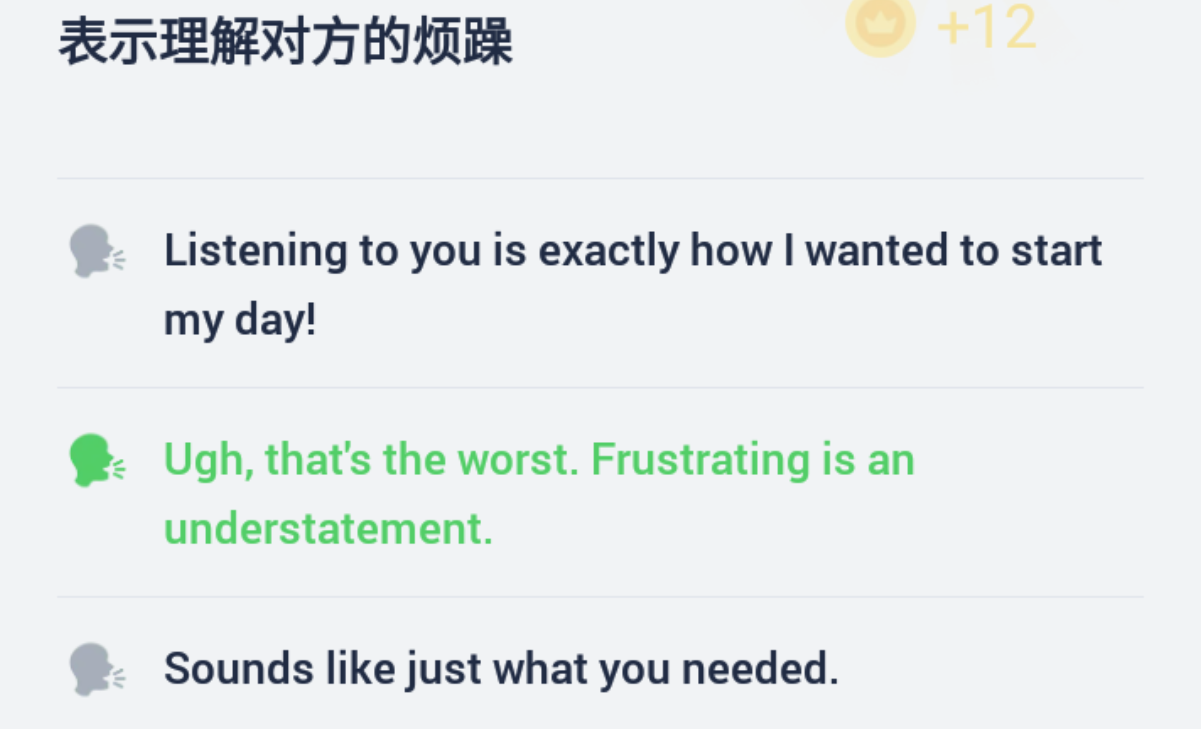 表示理解对方的烦躁
+12
Listening to you is exactly how I wanted to start
my day!
Ugh, that's the worst. Frustrating is an
understatement.
Sounds like just what you needed.